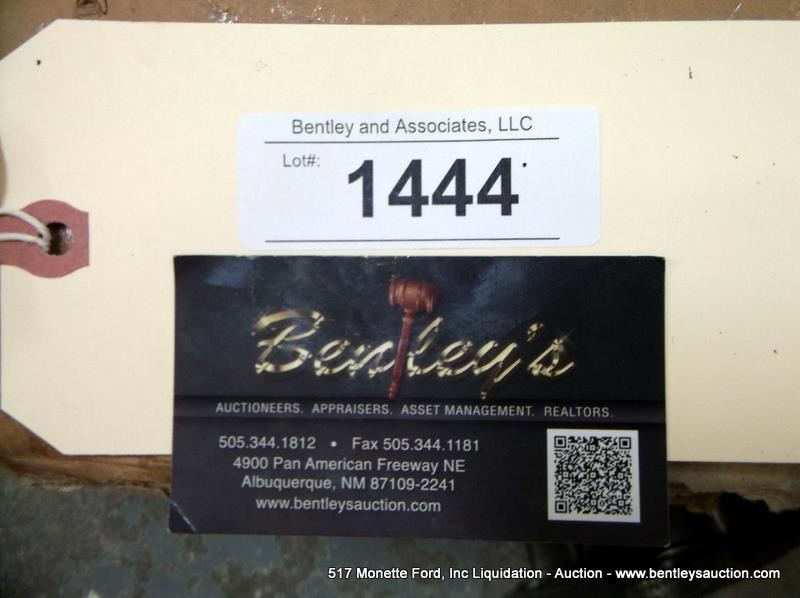 Bentley and Associates, LLC
Lot#:
1444
Bentley's
AUCTIONEERS. APPRAISERS. ASSET MANAGEMENT. REALTORS.
505.344.1812 • Fax 505.344.1181
4900 Pan American Freeway NE
Albuquerque, NM 87109-2241
www.bentleysauction.com
517 Monette Ford, Inc Liquidation - Auction - www.bentleysauction.com